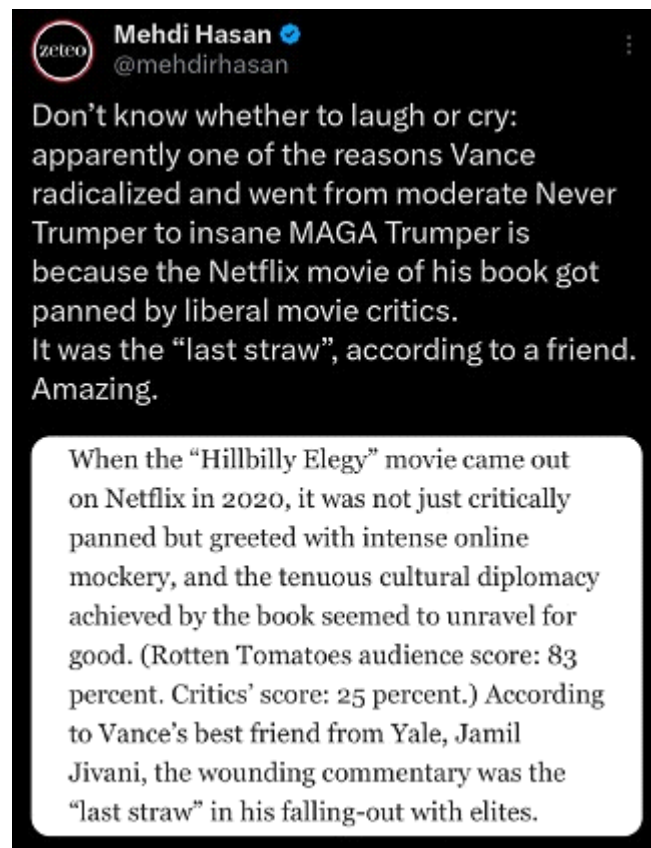 zeteo
Mehdi Hasan
@mehdirhasan
Don’t know whether to laugh or cry:
apparently one of the reasons Vance
radicalized and went from moderate Never
Trumper to insane MAGA Trumper is
because the Netflix movie of his book got
panned by liberal movie critics.
It was the “last straw”, according to a friend.
Amazing.
When the “Hillbilly Elegy” movie came out
on Netflix in 2020, it was not just critically
panned but greeted with intense online
mockery, and the tenuous cultural diplomacy
achieved by the book seemed to unravel for
good. (Rotten Tomatoes audience score: 83
percent. Critics’ score: 25 percent.) According
to Vance’s best friend from Yale, Jamil
Jivani, the wounding commentary was the
“last straw” in his falling-out with elites.